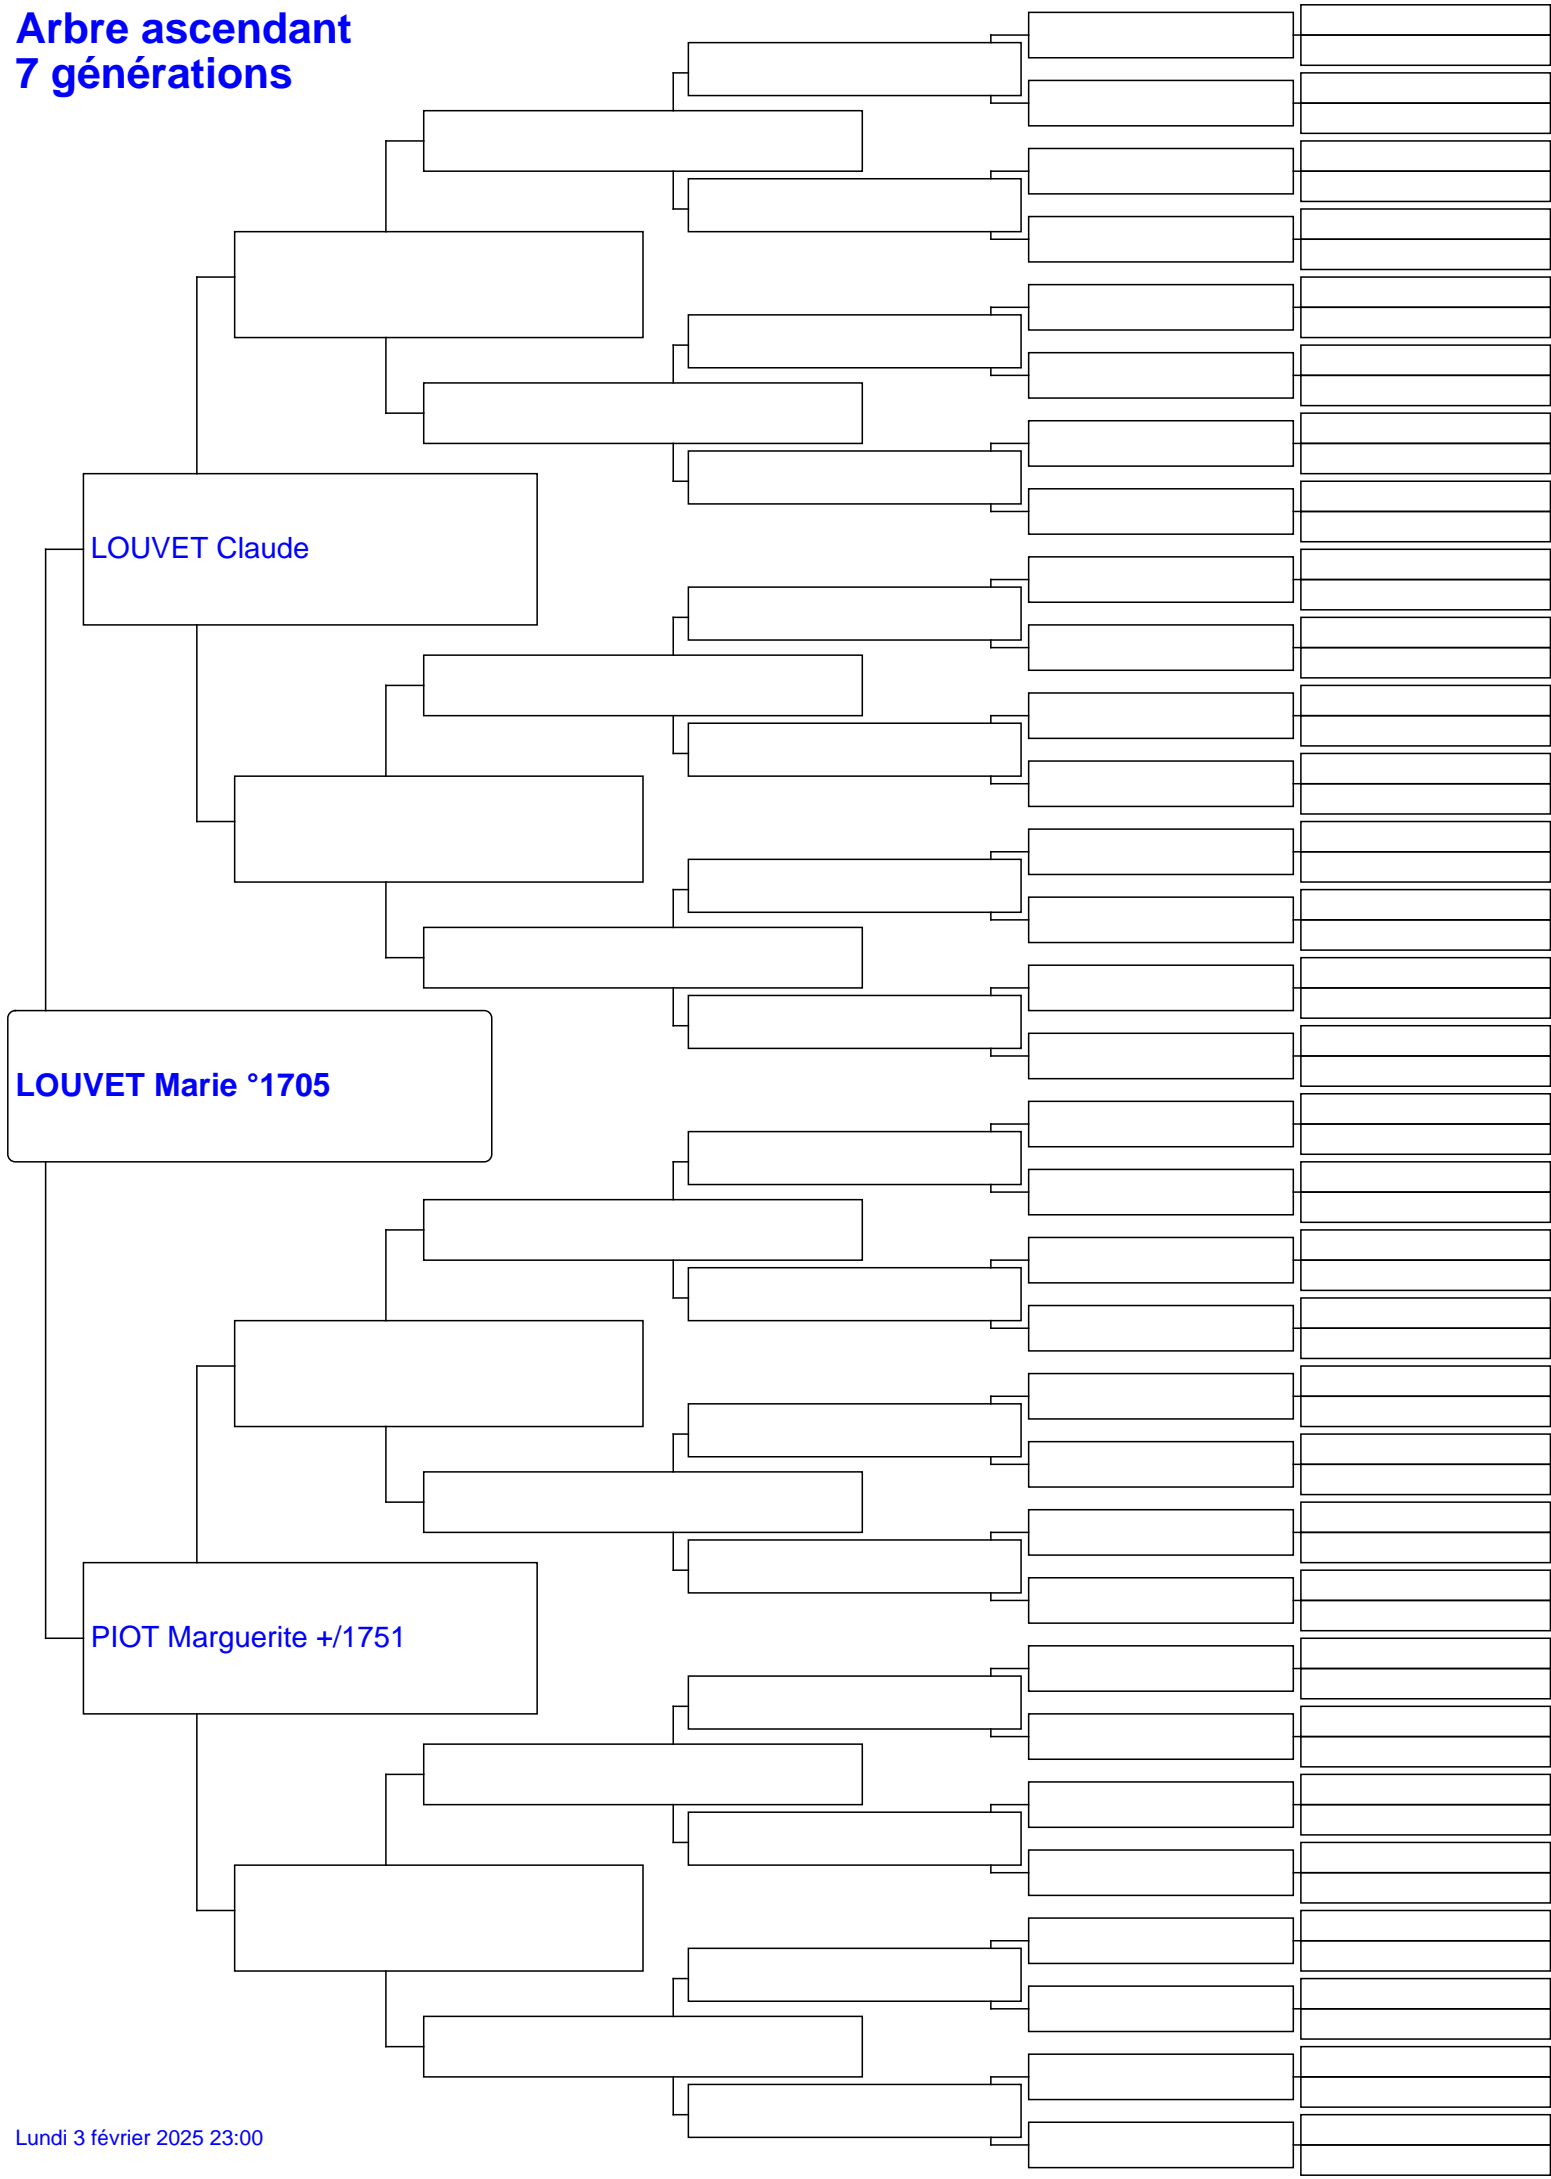 Arbre ascendant
7 générations
LOUVET Claude
LOUVET Marie °1705
PIOT Marguerite +/1751
Lundi 3 février 2025 23:00